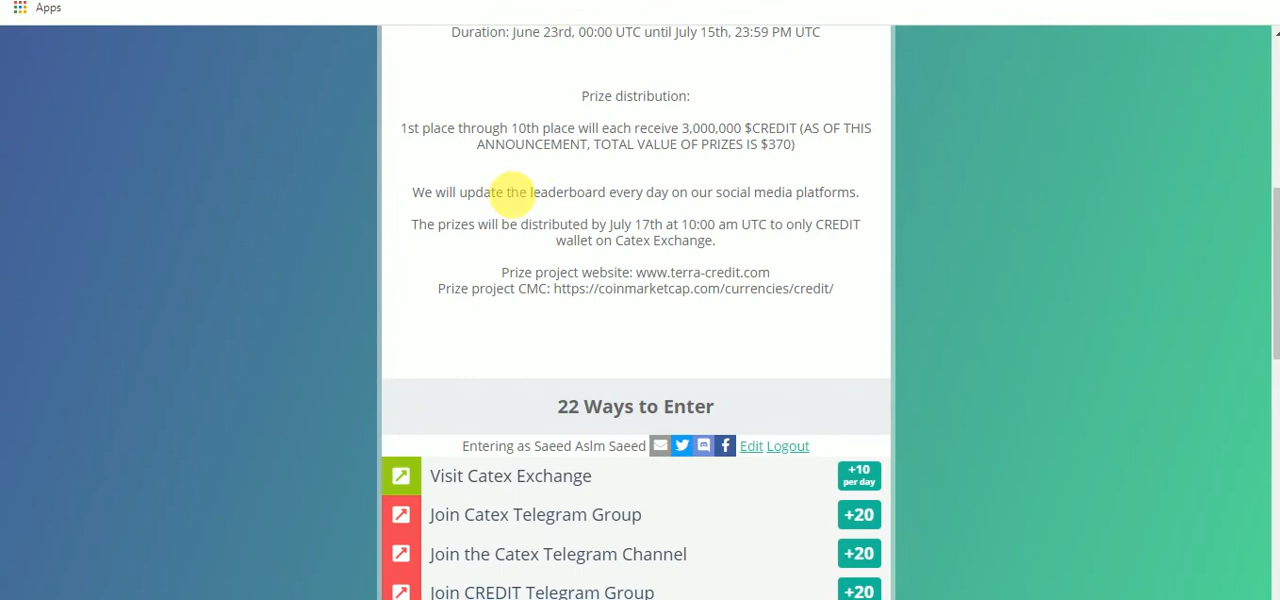 Apps
Duration: June 23rd, 00:00 UTC until July 15th, 23:59 PM UTC
Prize distribution:
1st place through 10th place will each receive 3,000,000 $CREDIT (AS OF THIS
ANNOUNCEMENT, TOTAL VALUE OF PRIZES IS $370)
We will update the leaderboard every day on our social media platforms.
The prizes will be distributed by July 17th at 10:00 am UTC to only CREDIT
wallet on Catex Exchange.
Prize project website: www.terra-credit.com
Prize project CMC: https://coinmarketcap.com/currencies/credit/
22 Ways to Enter
Entering as Saeed Aslm Saeed Edit Logout
Visit Catex Exchange +10 per day
Join Catex Telegram Group +20
Join the Catex Telegram Channel +20
Join CREDIT Telegram Group +20